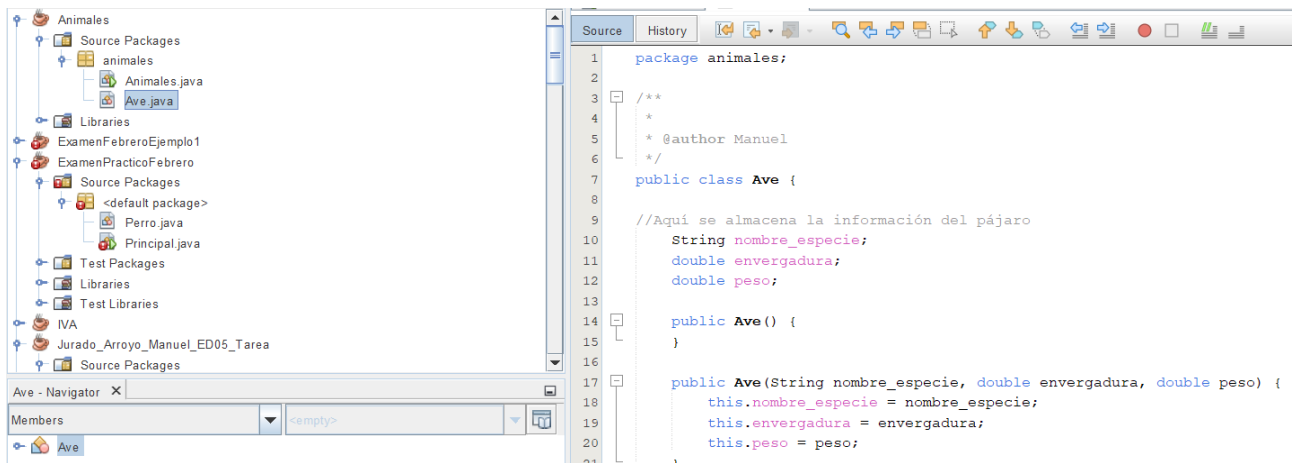 Animales
Source Packages
animales
Animales.java
Ave.java
Libraries
ExamenFebreroEjemplo1
ExamenPracticoFebrero
Source Packages
<default package>
Perro.java
Principal.java
Test Packages
Libraries
Test Libraries
IVA
Jurado_Arroyo_Manuel_ED05_Tarea
Source Packages
Ave - Navigator
Members
<empty>
Ave
Source History
1 package animales;
2
3 /**
4 *
5 * @author Manuel
6 */
7 public class Ave {
8
9 //Aquí se almacena la información del pájaro
10 String nombre_especie;
11 double envergadura;
12 double peso;
13
14 public Ave() {
15 }
16
17 public Ave(String nombre_especie, double envergadura, double peso) {
18 this.nombre_especie = nombre_especie;
19 this.envergadura = envergadura;
20 this.peso = peso;